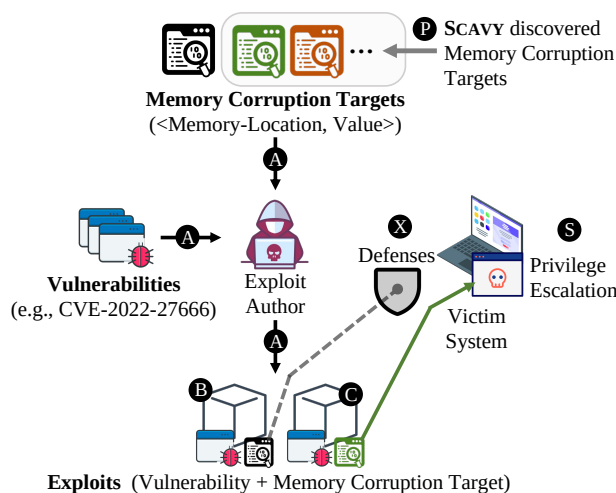 P SCAVY discovered
Memory Corruption
Targets
Memory Corruption Targets
(<Memory-Location, Value>)
A
A
X
S
Defenses
Vulnerabilities
(e.g., CVE-2022-27666)
Exploit
Author
Privilege
Escalation
Victim
System
A
B
C
Exploits (Vulnerability + Memory Corruption Target)